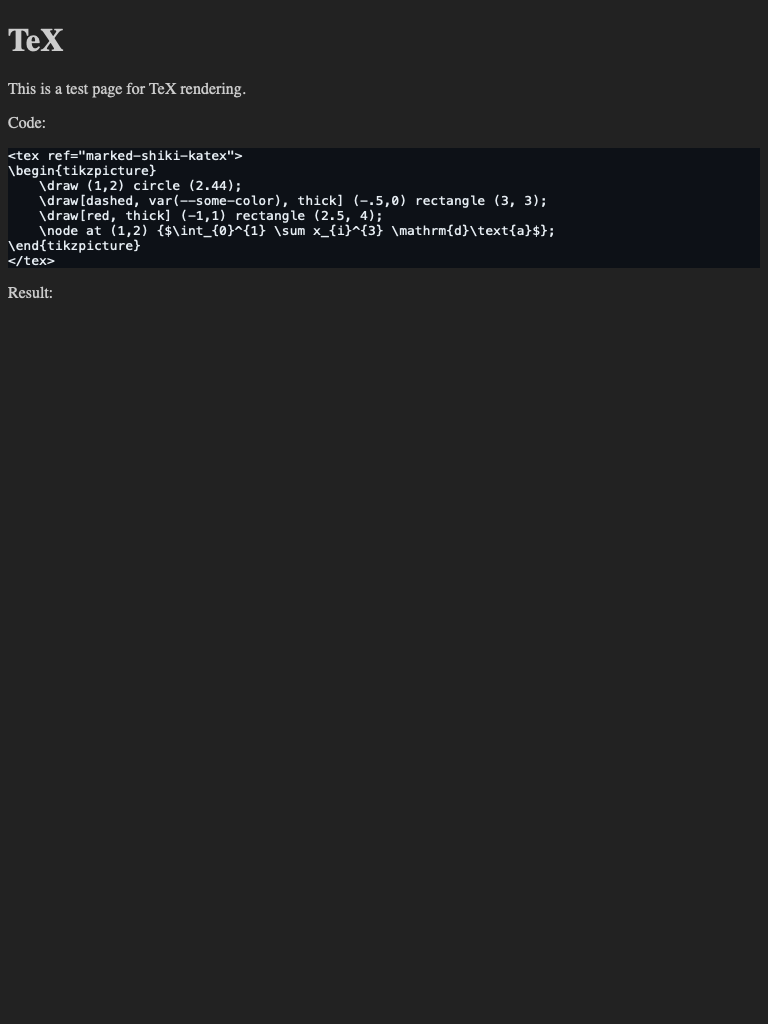 TeX
This is a test page for TeX rendering.
Code:
<tex ref="marked-shiki-katex">
\begin{tikzpicture}
    \draw (1,2) circle (2.44);
    \draw[dashed, var(--some-color), thick] (-.5,0) rectangle (3, 3);
    \draw[red, thick] (-1,1) rectangle (2.5, 4);
    \node at (1,2) {$\int_{0}^{1} \sum x_{i}^{3} \mathrm{d}\text{a}$};
\end{tikzpicture}
</tex>
Result: